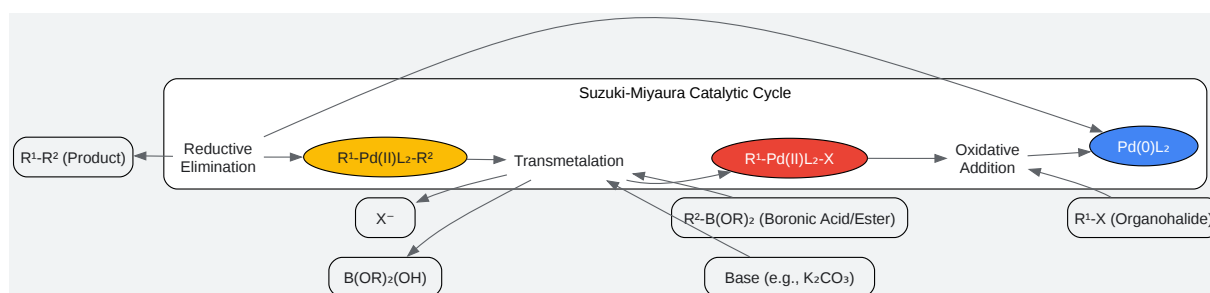 Suzuki-Miyaura Catalytic Cycle
R¹-R² (Product)
Reductive
Elimination
R¹-Pd(II)L₂-R²
Transmetalation
R¹-Pd(II)L₂-X
Oxidative
Addition
Pd(0)L₂
X⁻
R²-B(OR)₂ (Boronic Acid/Ester)
R¹-X (Organohalide)
B(OR)₂(OH)
Base (e.g., K₂CO₃)